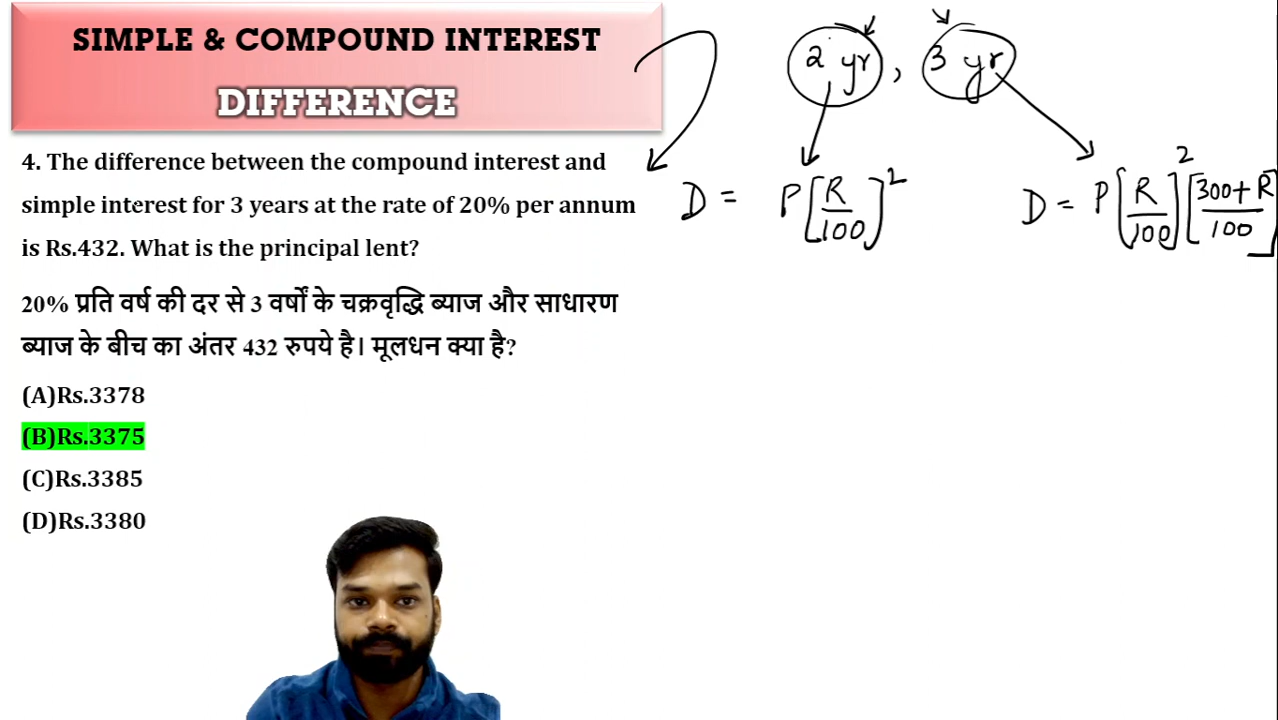 SIMPLE & COMPOUND INTEREST
DIFFERENCE
2 yr, 3 yr
4. The difference between the compound interest and
simple interest for 3 years at the rate of 20% per annum
is Rs.432. What is the principal lent?
D = P[R/100]^2
D = P[R/100]^2 [300+R/100]
20% प्रति वर्ष की दर से 3 वर्षों के चक्रवृद्धि ब्याज और साधारण
ब्याज के बीच का अंतर 432 रुपये है। मूलधन क्या है?
(A)Rs.3378
(B)Rs.3375
(C)Rs.3385
(D)Rs.3380